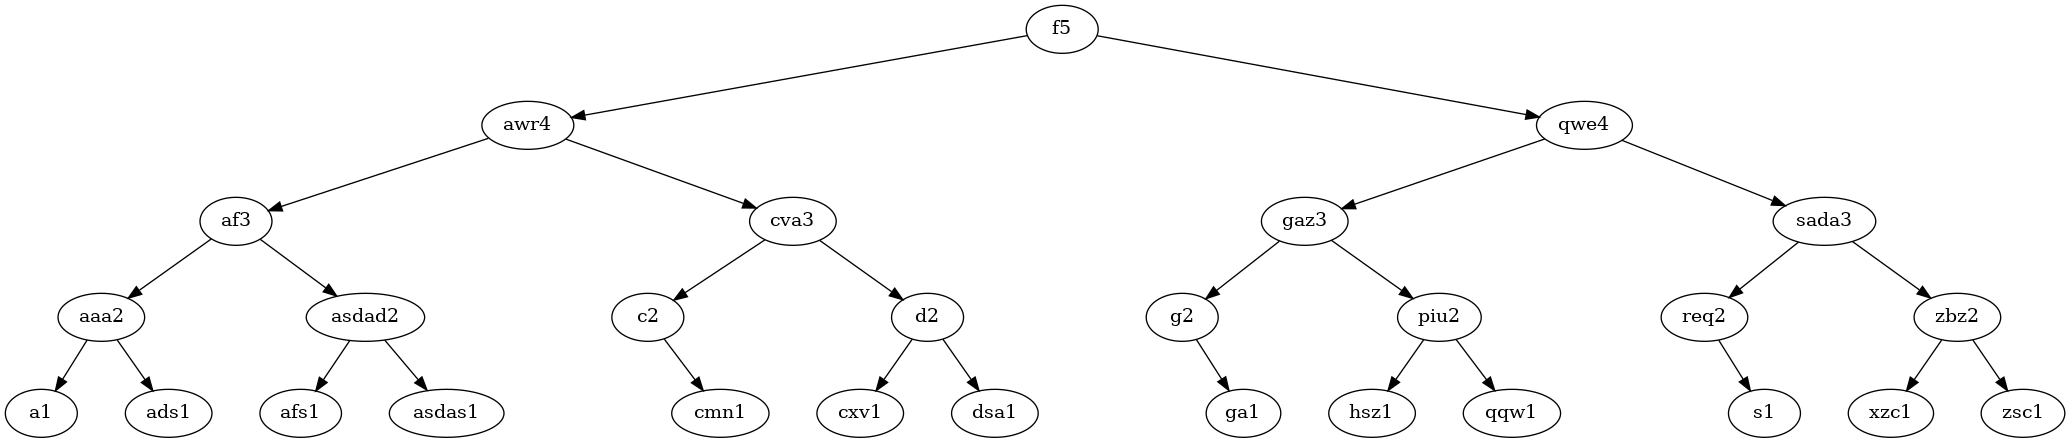 f5
awr4
qwe4
af3
cva3
gaz3
sada3
aaa2
asdad2
c2
d2
g2
piu2
req2
zbz2
a1
ads1
afs1
asdas1
cmn1
cxv1
dsa1
ga1
hsz1
qqw1
s1
xzc1
zsc1